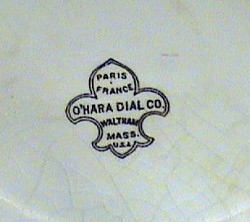 PARIS
FRANCE
O'HARA DIAL CO.
WALTHAM
MASS.
U.S.A.